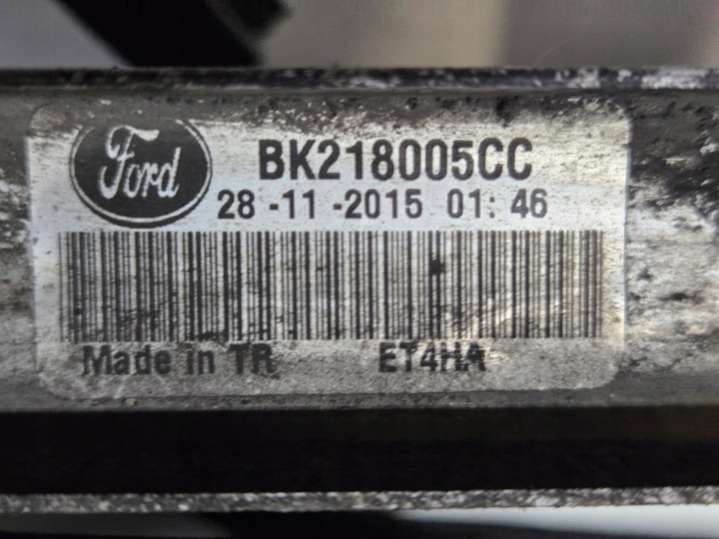 Ford
BK218005CC
28 -11 -2015 01: 46
Made in TR ET4HA